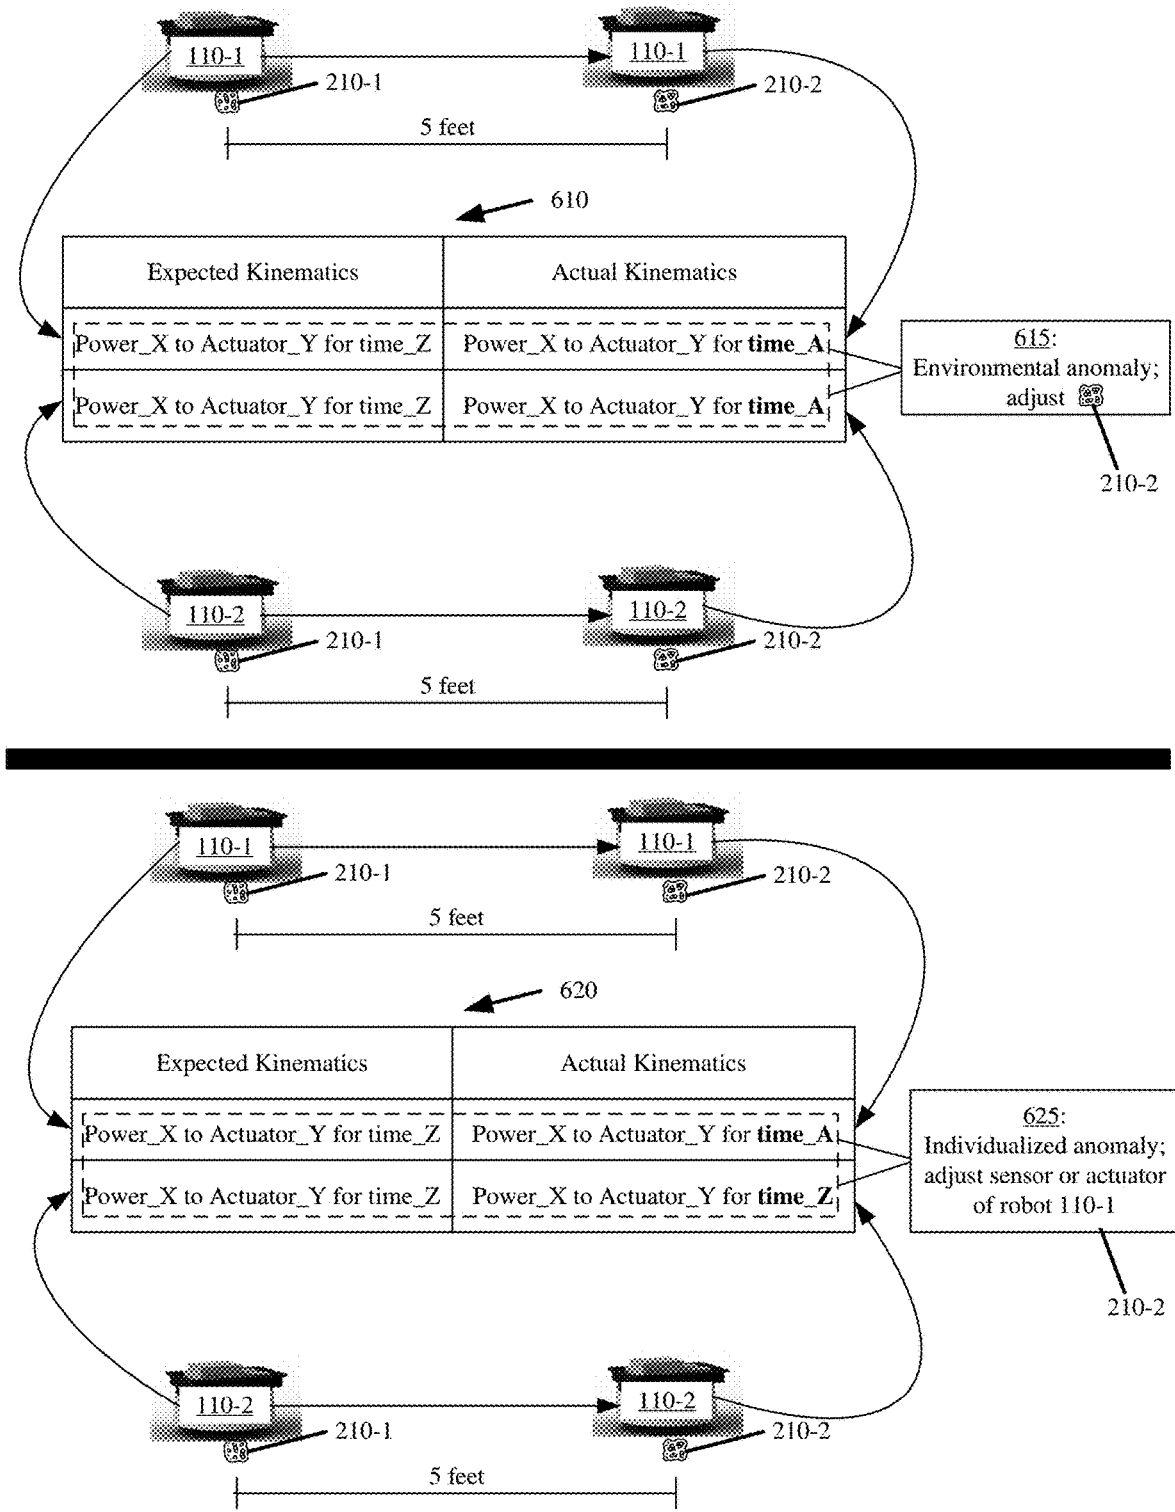 110-1
110-1
210-1
210-2
5 feet
610
Expected Kinematics
Actual Kinematics
Power_X to Actuator_Y for time_Z
Power_X to Actuator_Y for time_A
Power_X to Actuator_Y for time_Z
Power_X to Actuator_Y for time_A
615:
Environmental anomaly;
adjust
210-2
110-2
110-2
210-1
210-2
5 feet
110-1
110-1
210-1
210-2
5 feet
620
Expected Kinematics
Actual Kinematics
Power_X to Actuator_Y for time_Z
Power_X to Actuator_Y for time_A
Power_X to Actuator_Y for time_Z
Power_X to Actuator_Y for time_Z
625:
Individualized anomaly;
adjust sensor or actuator
of robot 110-1
210-2
110-2
110-2
210-1
210-2
5 feet